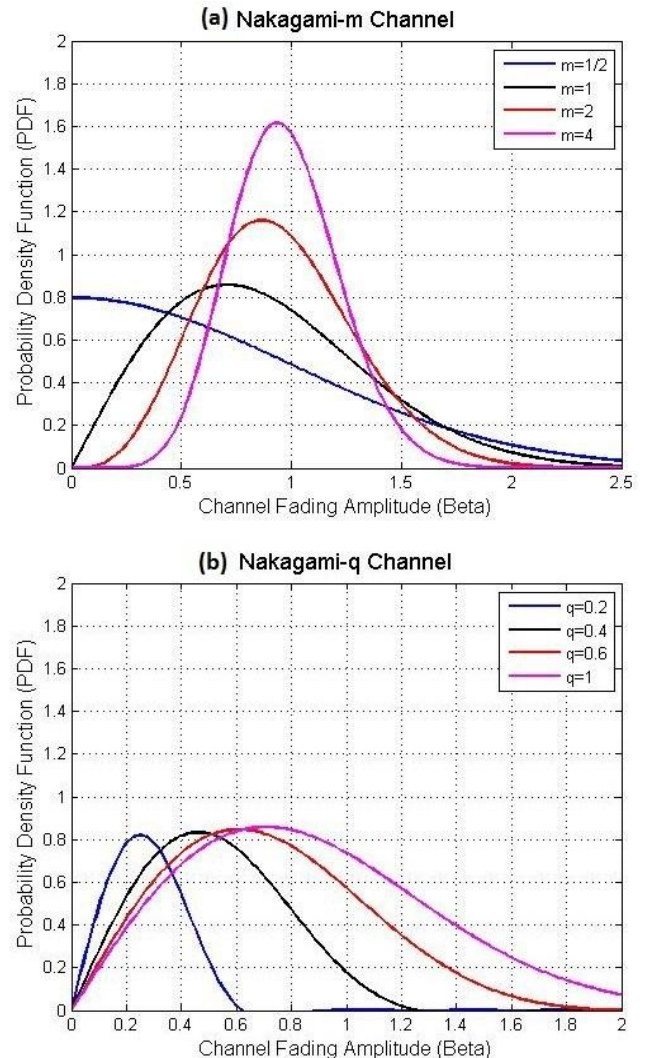 (a) Nakagami-m Channel
Probability Density Function (PDF)
2
1.8
1.6
1.4
1.2
1
0.8
0.6
0.4
0.2
0
m=1/2
m=1
m=2
m=4
0.5
1
1.5
2
2.5
Channel Fading Amplitude (Beta)
(b) Nakagami-q Channel
Probability Density Function (PDF)
2
1.8
1.6
1.4
1.2
1
0.8
0.6
0.4
0.2
0
q=0.2
q=0.4
q=0.6
q=1
0
0.2
0.4
0.6
0.8
1
1.2
1.4
1.6
1.8
2
Channel Fading Amplitude (Beta)